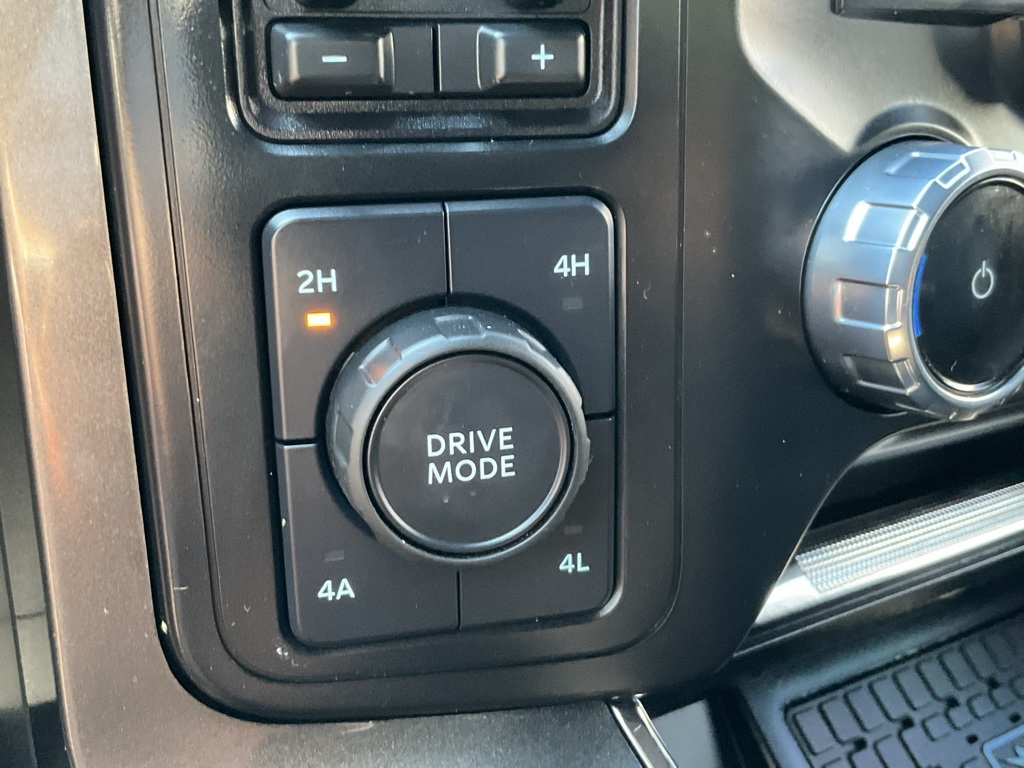 - +
2H 4H
DRIVE
MODE
4A 4L